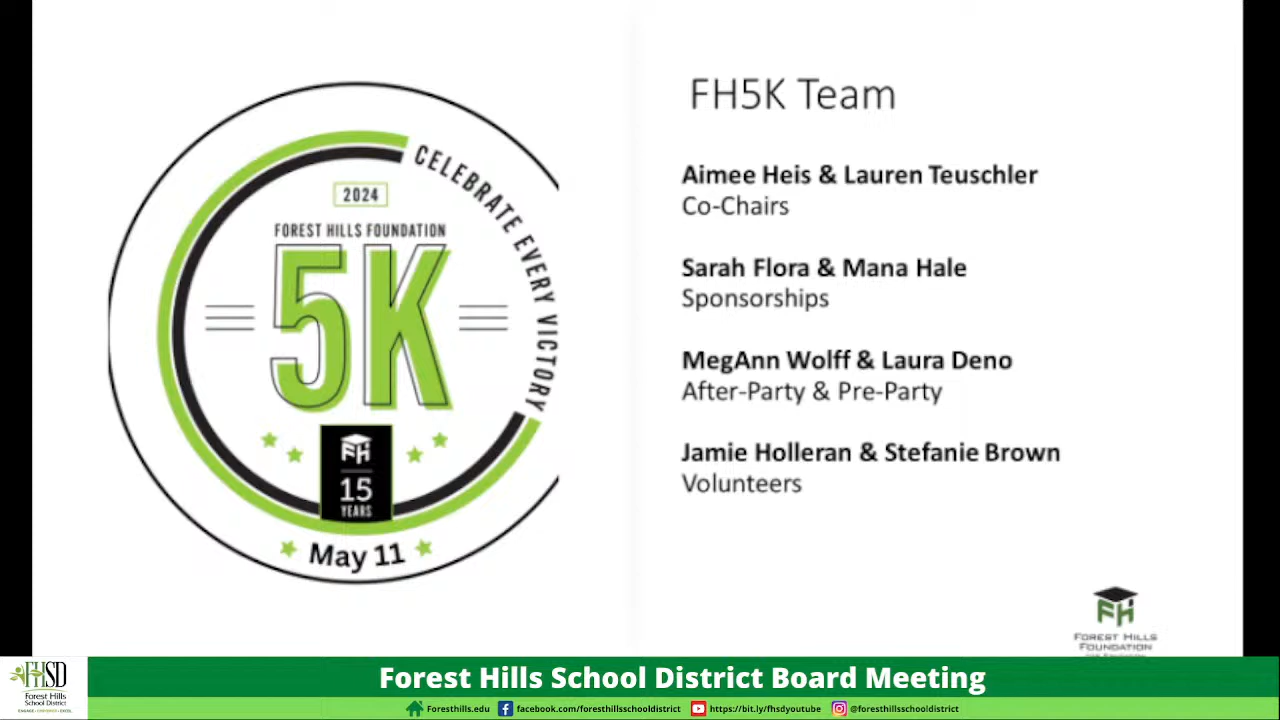 CELEBRATE EVERY VICTORY
2024
FOREST HILLS FOUNDATION
5K
FH
15
YEARS
May 11
FH5K Team
Aimee Heis & Lauren Teuschler
Co-Chairs
Sarah Flora & Mana Hale
Sponsorships
MegAnn Wolff & Laura Deno
After-Party & Pre-Party
Jamie Holleran & Stefanie Brown
Volunteers
FH
FOREST HILLS
FOUNDATION
FHSD
Forest Hills
School District
Forest Hills School District Board Meeting
Foresthills.edu
facebook.com/foresthillsschooldistrict
https://bit.ly/fhsdyoutube
@foresthillsschooldistrict